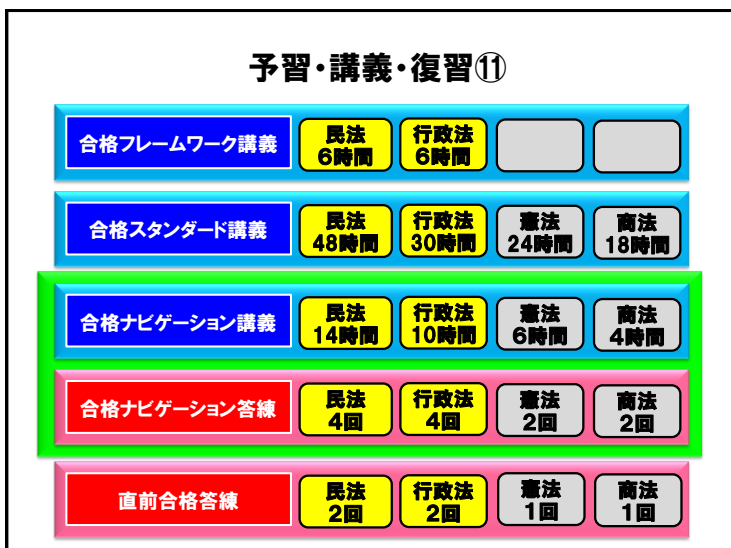 予習・講義・復習⑪
合格フレームワーク講義
民法
6時間
行政法
6時間
合格スタンダード講義
民法
48時間
行政法
30時間
憲法
24時間
商法
18時間
合格ナビゲーション講義
民法
14時間
行政法
10時間
憲法
6時間
商法
4時間
合格ナビゲーション答練
民法
4回
行政法
4回
憲法
2回
商法
2回
直前合格答練
民法
2回
行政法
2回
憲法
1回
商法
1回